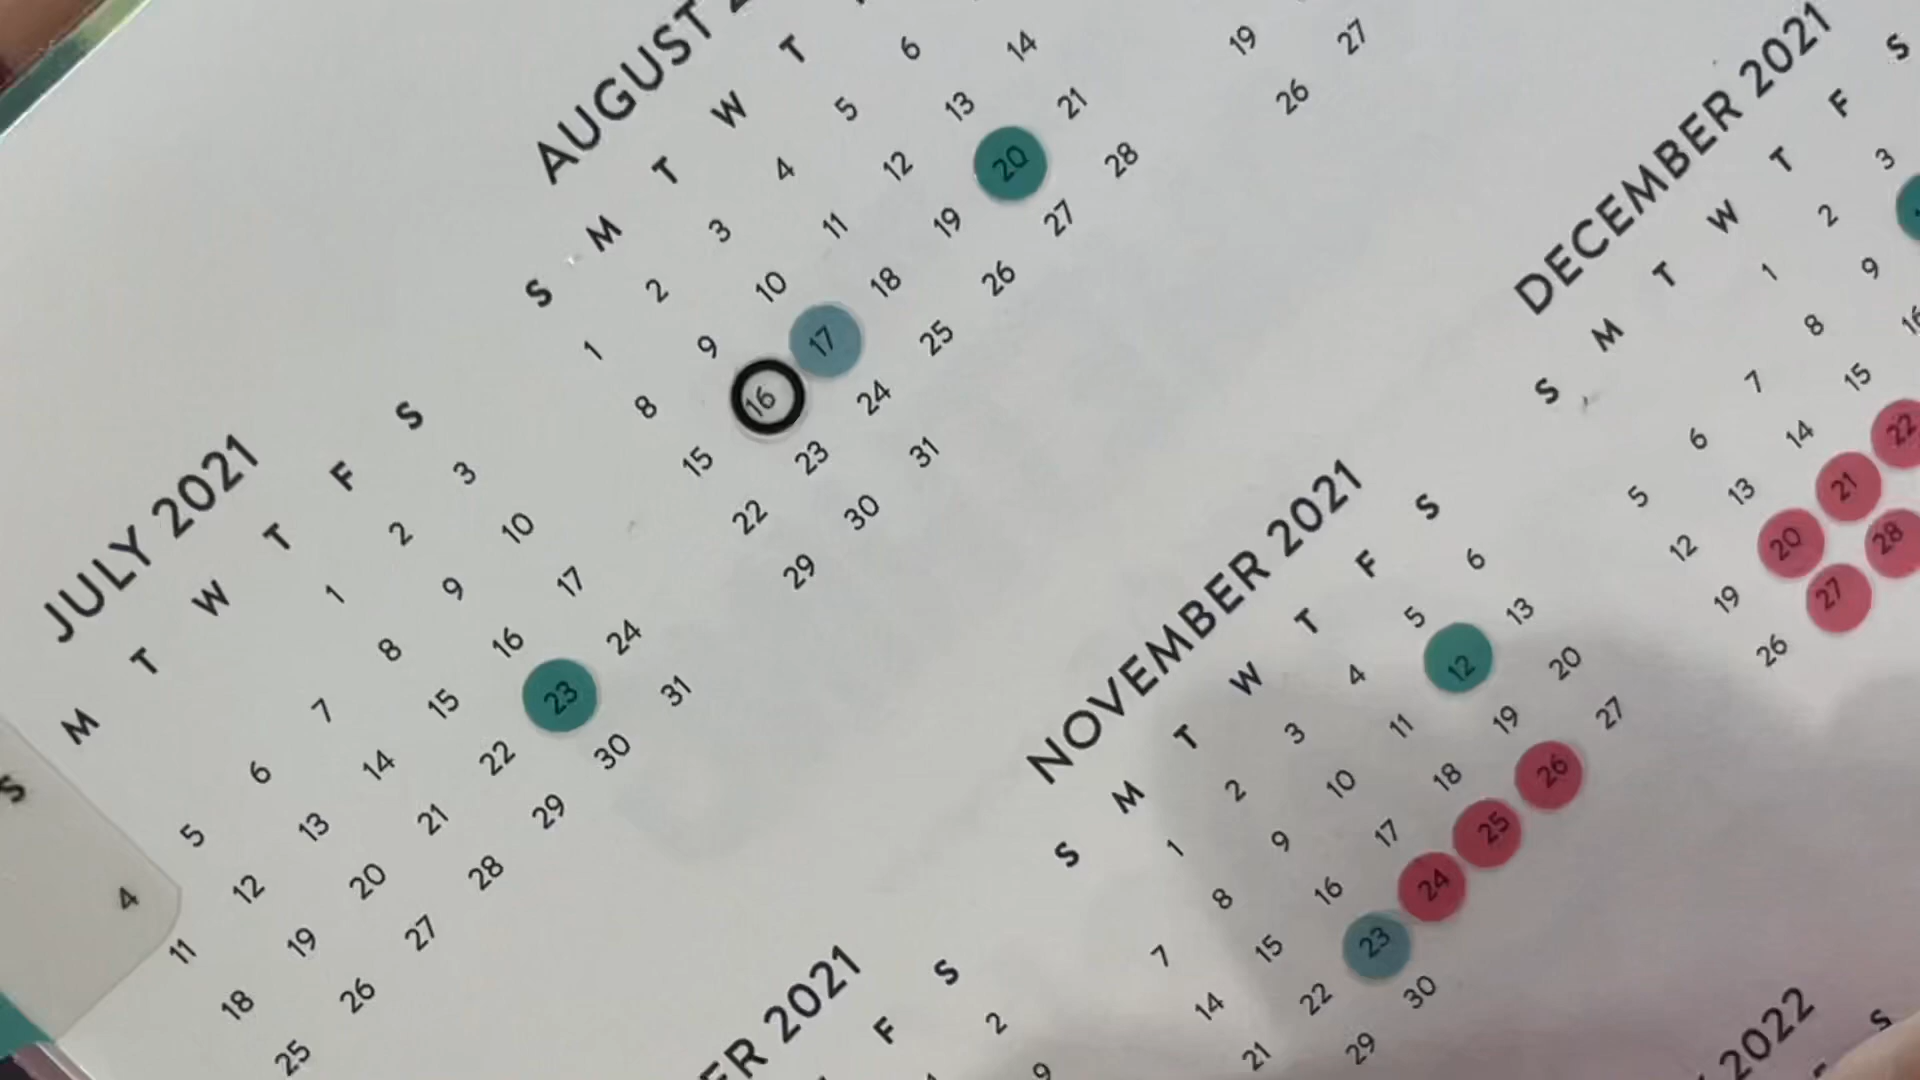 JULY 2021
M T W T F S
1 2 3
4 5 6 7 8 9 10
11 12 13 14 15 16 17
18 19 20 21 22 23 24
25 26 27 28 29 30 31
AUGUST
S M T W T
1 2 3 4 5 6
8 9 10 11 12 13 14
15 16 17 18 19 20 21
22 23 24 25 26 27 28
29 30 31
19
26 27
ER 2021
F S
2
9
NOVEMBER 2021
S M T W T F S
1 2 3 4 5 6
7 8 9 10 11 12 13
14 15 16 17 18 19 20
21 22 23 24 25 26 27
29 30
DECEMBER 2021
S M T W T F S
1 2 3
5 6 7 8 9
12 13 14 15 16
19 20 21 22
26 27 28
2022
S
S